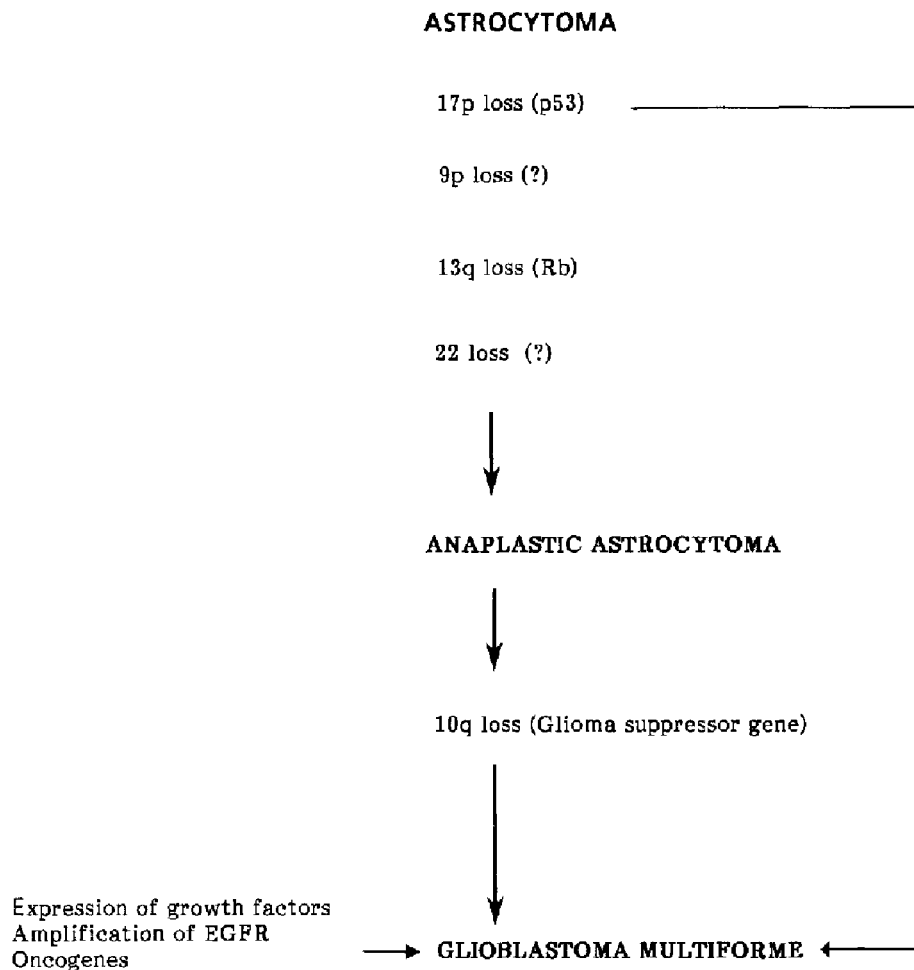 ASTROCYTOMA
17p loss (p53)
9p loss (?)
13q loss (Rb)
22 loss (?)
ANAPLASTIC ASTROCYTOMA
10q loss (Glioma suppressor gene)
Expression of growth factors
Amplification of EGFR
Oncogenes
GLIOBLASTOMA MULTIFORME